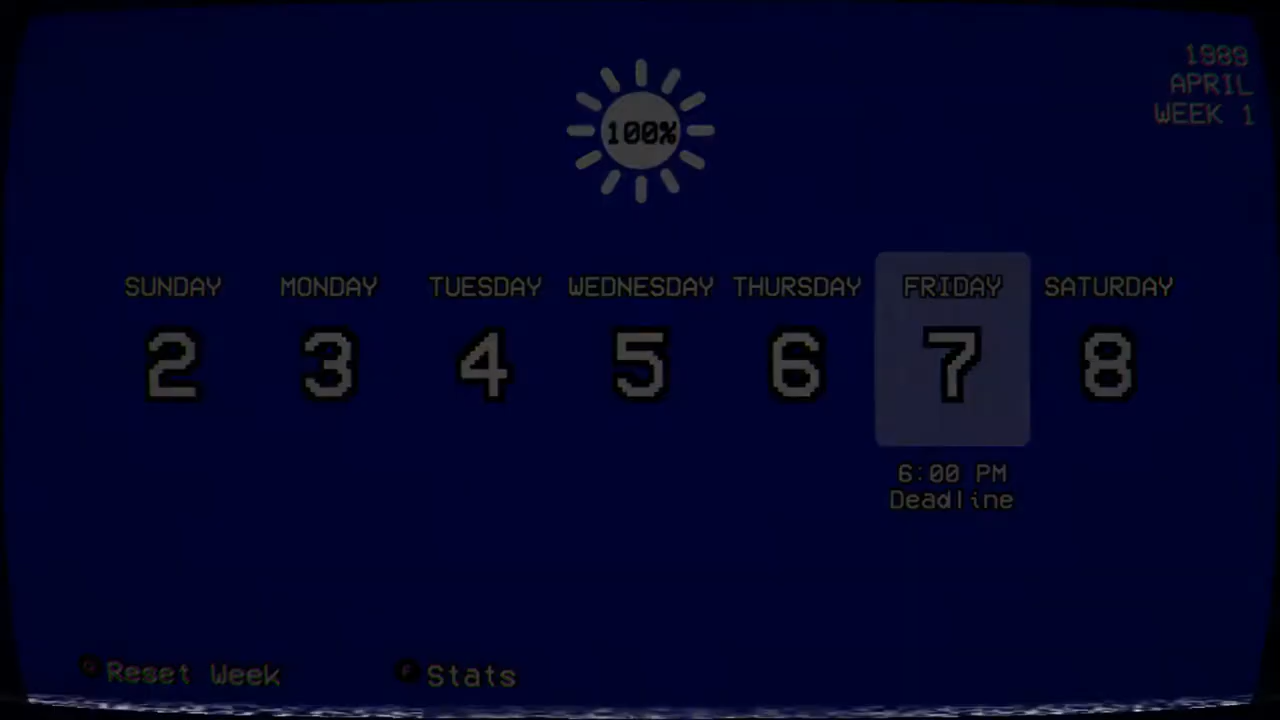 100%
1989
APRIL
WEEK 1
SUNDAY MONDAY TUESDAY WEDNESDAY THURSDAY FRIDAY SATURDAY
2 3 4 5 6 7 8
6:00 PM
Deadline
Reset Week F Stats